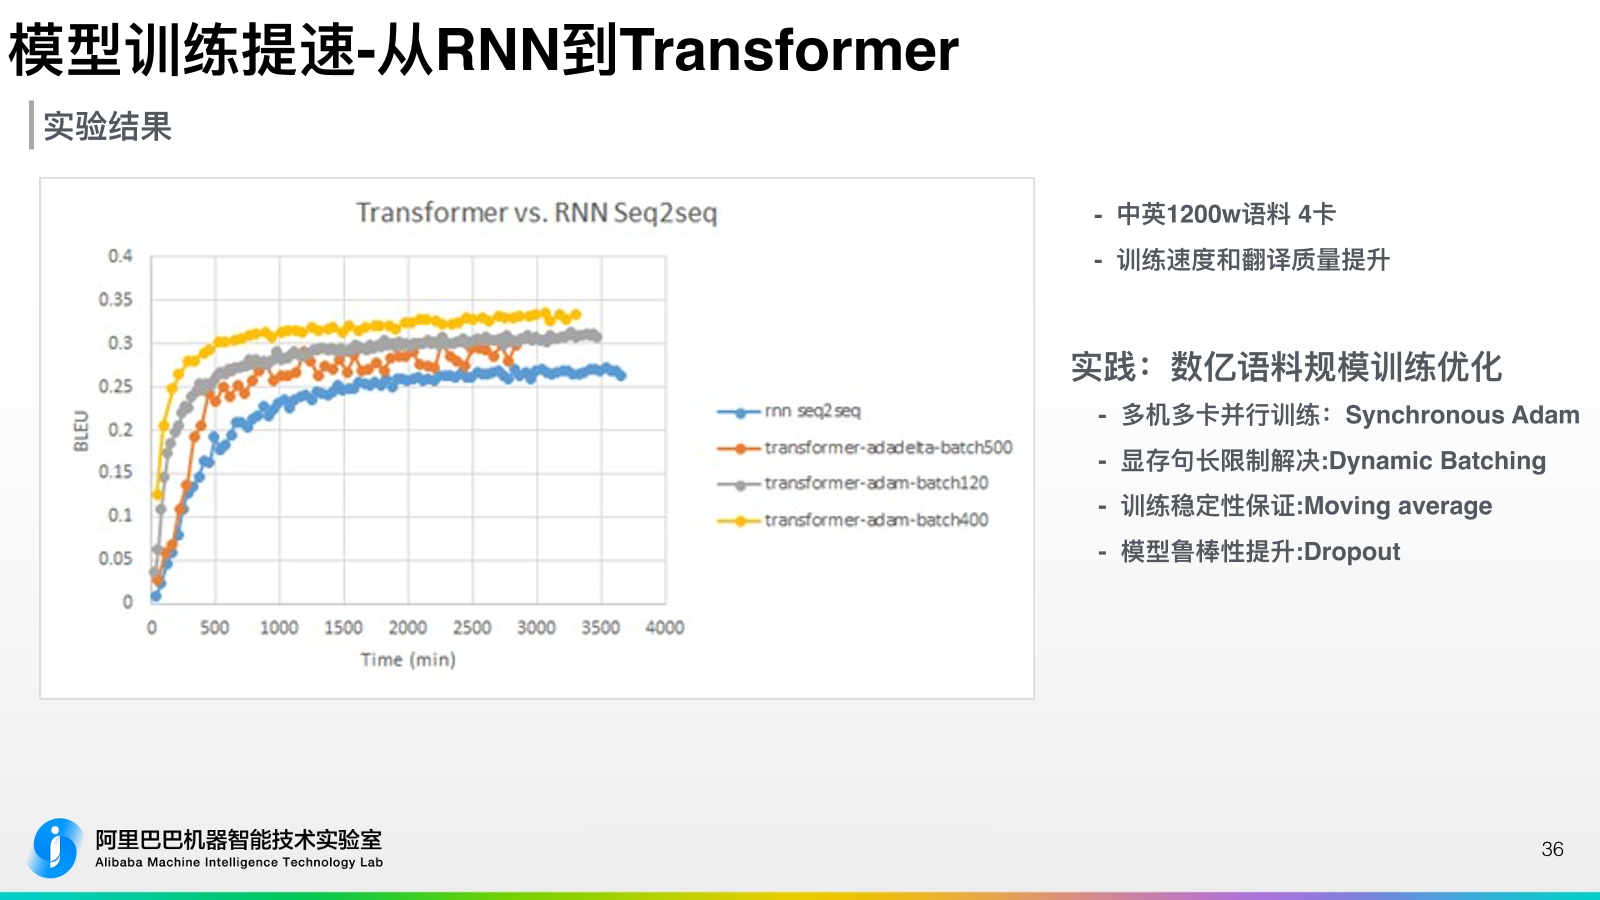 模型训练提速-从RNN到Transformer
实验结果
Transformer vs. RNN Seq2seq
0.4
0.35
0.3
0.25
0.2
0.15
0.1
0.05
0
BLEU
0 500 1000 1500 2000 2500 3000 3500 4000
Time (min)
rnn seq2seq
transformer-adadelta-batch500
transformer-adam-batch120
transformer-adam-batch400
- 中英1200w语料 4卡
- 训练速度和翻译质量提升
实践：数亿语料规模训练优化
- 多机多卡并行训练：Synchronous Adam
- 显存句长限制解决:Dynamic Batching
- 训练稳定性保证:Moving average
- 模型鲁棒性提升:Dropout
阿里巴巴机器智能技术实验室
Alibaba Machine Intelligence Technology Lab
36